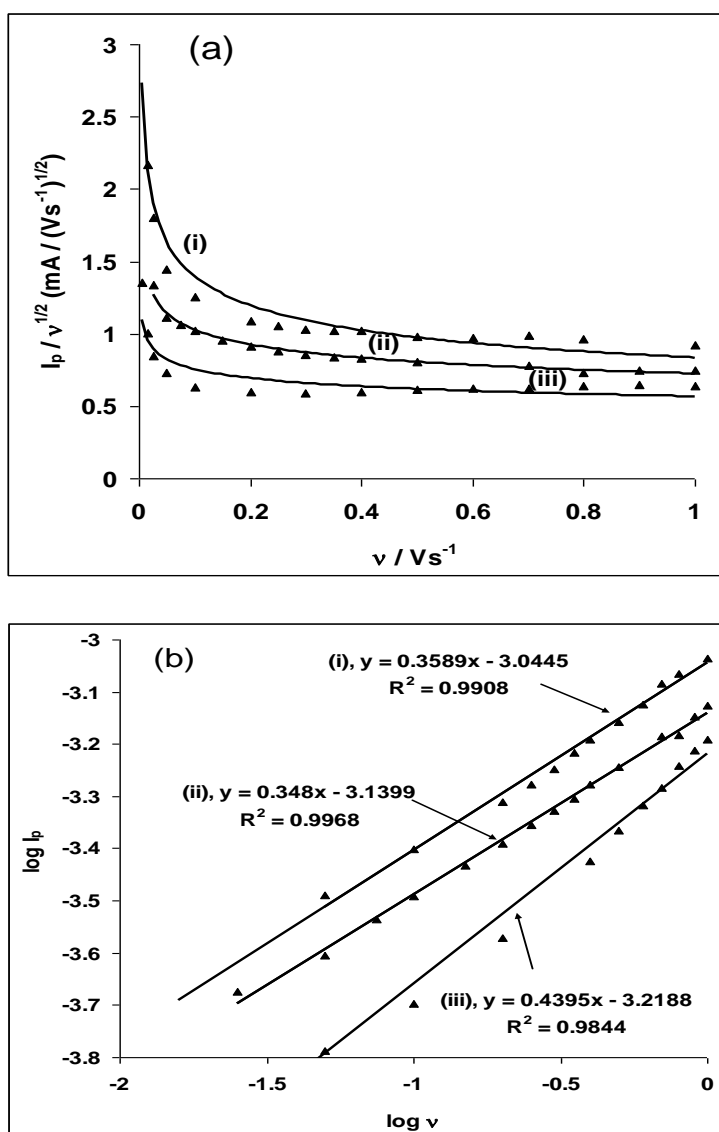 (a)
3
2.5
2
1.5
1
0.5
0
I_p / ν^1/2 (mA / (Vs^-1)^1/2)
(i)
(ii)
(iii)
0 0.2 0.4 0.6 0.8 1
ν / Vs^-1
(b)
-3
-3.1
-3.2
-3.3
-3.4
-3.5
-3.6
-3.7
-3.8
log I_p
(i), y = 0.3589x - 3.0445
R² = 0.9908
(ii), y = 0.348x - 3.1399
R² = 0.9968
(iii), y = 0.4395x - 3.2188
R² = 0.9844
-2 -1.5 -1 -0.5 0
log ν